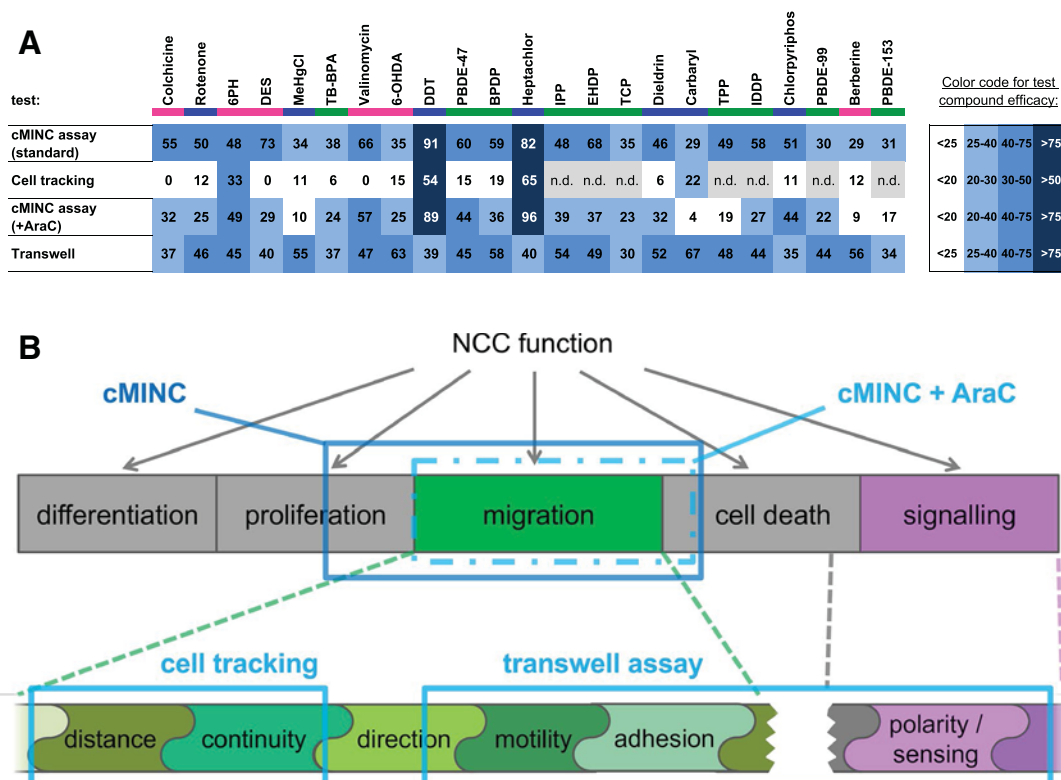 A
Colchicine Rotenone 6PH DES MeHgCl TB-BPA Valinomycin 6-OHDA DDT PBDE-47 BPDP Heptachlor IPP EHDP TCP Dieldrin Carbaryl TPP IDDP Chlorpyriphos PBDE-99 Berberine PBDE-153
Color code for test
compound efficacy:
test:
cMINC assay
(standard)
55 50 48 73 34 38 66 35 91 60 59 82 48 68 35 46 29 49 58 51 30 29 31
<25 25-40 40-75 >75
Cell tracking
0 12 33 0 11 6 0 15 54 15 19 65 n.d. n.d. n.d. 6 22 n.d. n.d. 11 n.d. 12 n.d.
<20 20-30 30-50 >50
cMINC assay
(+AraC)
32 25 49 29 10 24 57 25 89 44 36 96 39 37 23 32 4 19 27 44 22 9 17
<20 20-40 40-75 >75
Transwell
37 46 45 40 55 37 47 63 39 45 58 40 54 49 30 52 67 48 44 35 44 56 34
<25 25-40 40-75 >75
B
NCC function
cMINC
cMINC + AraC
differentiation proliferation migration cell death signalling
cell tracking
transwell assay
distance continuity direction motility adhesion
polarity /
sensing